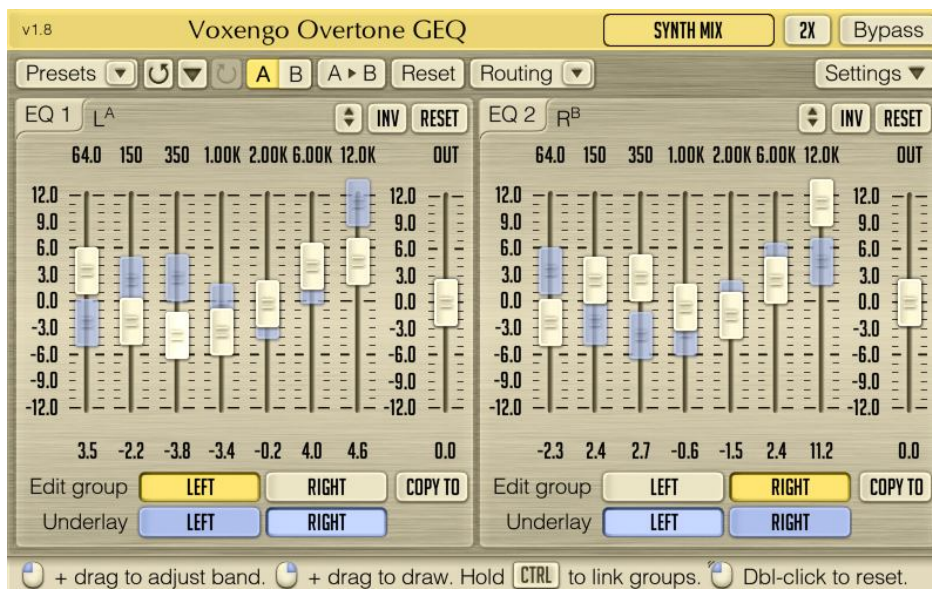 v1.8 Voxengo Overtone GEQ SYNTH MIX 2X Bypass
Presets A B A ▸ B Reset Routing Settings
EQ 1 LA INV RESET
64.0 150 350 1.00K 2.00K 6.00K 12.0K OUT
12.0 12.0
9.0 9.0
6.0 6.0
3.0 3.0
0.0 0.0
-3.0 -3.0
-6.0 -6.0
-9.0 -9.0
-12.0 -12.0
3.5 -2.2 -3.8 -3.4 -0.2 4.0 4.6 0.0
Edit group LEFT RIGHT COPY TO
Underlay LEFT RIGHT
EQ 2 RB INV RESET
64.0 150 350 1.00K 2.00K 6.00K 12.0K OUT
12.0 12.0
9.0 9.0
6.0 6.0
3.0 3.0
0.0 0.0
-3.0 -3.0
-6.0 -6.0
-9.0 -9.0
-12.0 -12.0
-2.3 2.4 2.7 -0.6 -1.5 2.4 11.2 0.0
Edit group LEFT RIGHT COPY TO
Underlay LEFT RIGHT
+ drag to adjust band. + drag to draw. Hold CTRL to link groups. Dbl-click to reset.